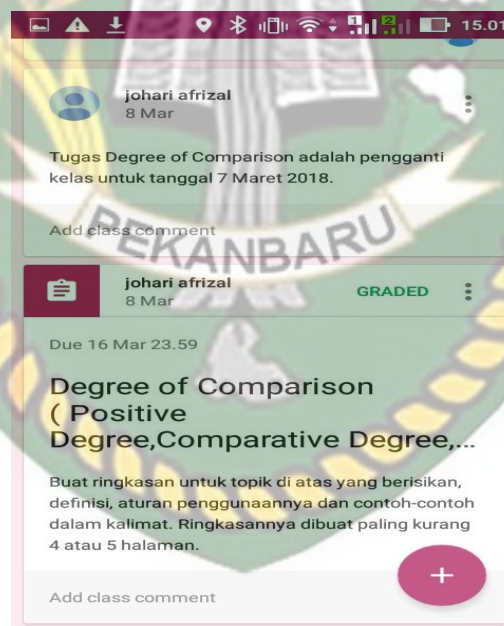 15.01
johari afrizal
8 Mar
Tugas Degree of Comparison adalah pengganti
kelas untuk tanggal 7 Maret 2018.
Add class comment
PEKANBARU
johari afrizal
8 Mar
GRADED
Due 16 Mar 23.59
Degree of Comparison
( Positive
Degree,Comparative Degree,...
Buat ringkasan untuk topik di atas yang berisikan,
definisi, aturan penggunaannya dan contoh-contoh
dalam kalimat. Ringkasannya dibuat paling kurang
4 atau 5 halaman.
Add class comment